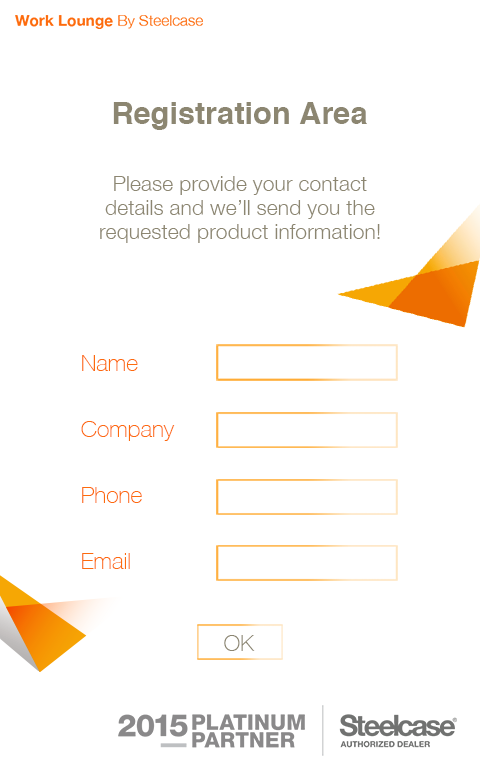 Work Lounge By Steelcase
Registration Area
Please provide your contact
details and we’ll send you the
requested product information!
Name
Company
Phone
Email
OK
2015 PLATINUM
PARTNER
Steelcase®
AUTHORIZED DEALER